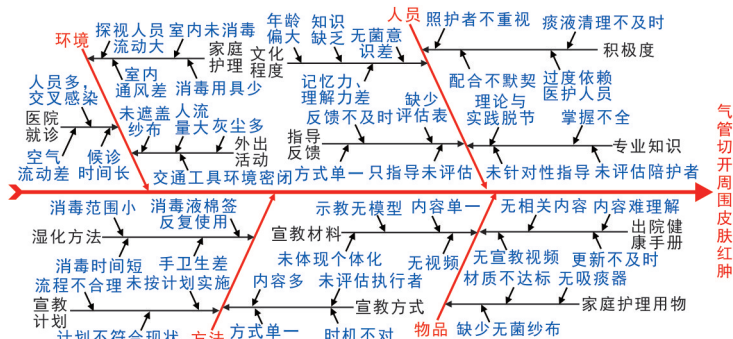 环境
探视人员
流动大
室内未消毒
家庭
护理
室内
通风差
消毒用具少
人员多,
交叉感染
医院
就诊
空气
流动差
候诊
时间长
未遮盖
纱布
人流
量大
灰尘多
外出
活动
交通工具环境密闭
人员
年龄
偏大
知识
缺乏
无菌意
识差
文化
程度
记忆力、
理解力差
照护者不重视
痰液清理不及时
积极度
配合不默契
过度依赖
医护人员
反馈不及时
缺少
评估表
指导
反馈
方式单一
只指导未评估
理论与
实践脱节
掌握不全
专业知识
未针对性指导
未评估陪护者
气管切开周围皮肤红肿
消毒范围小
消毒液棉签
反复使用
湿化方法
消毒时间短
手卫生差
流程不合理
未按计划实施
宣教
计划
计划不符合现状
方法
内容多
未评估执行者
宣教方式
方式单一
时机不对
示教无模型
内容单一
宣教材料
未体现个体化
无视频
无相关内容
内容难理解
出院健
康手册
无宣教视频
更新不及时
材质不达标
无吸痰器
家庭护理用物
物品
缺少无菌纱布